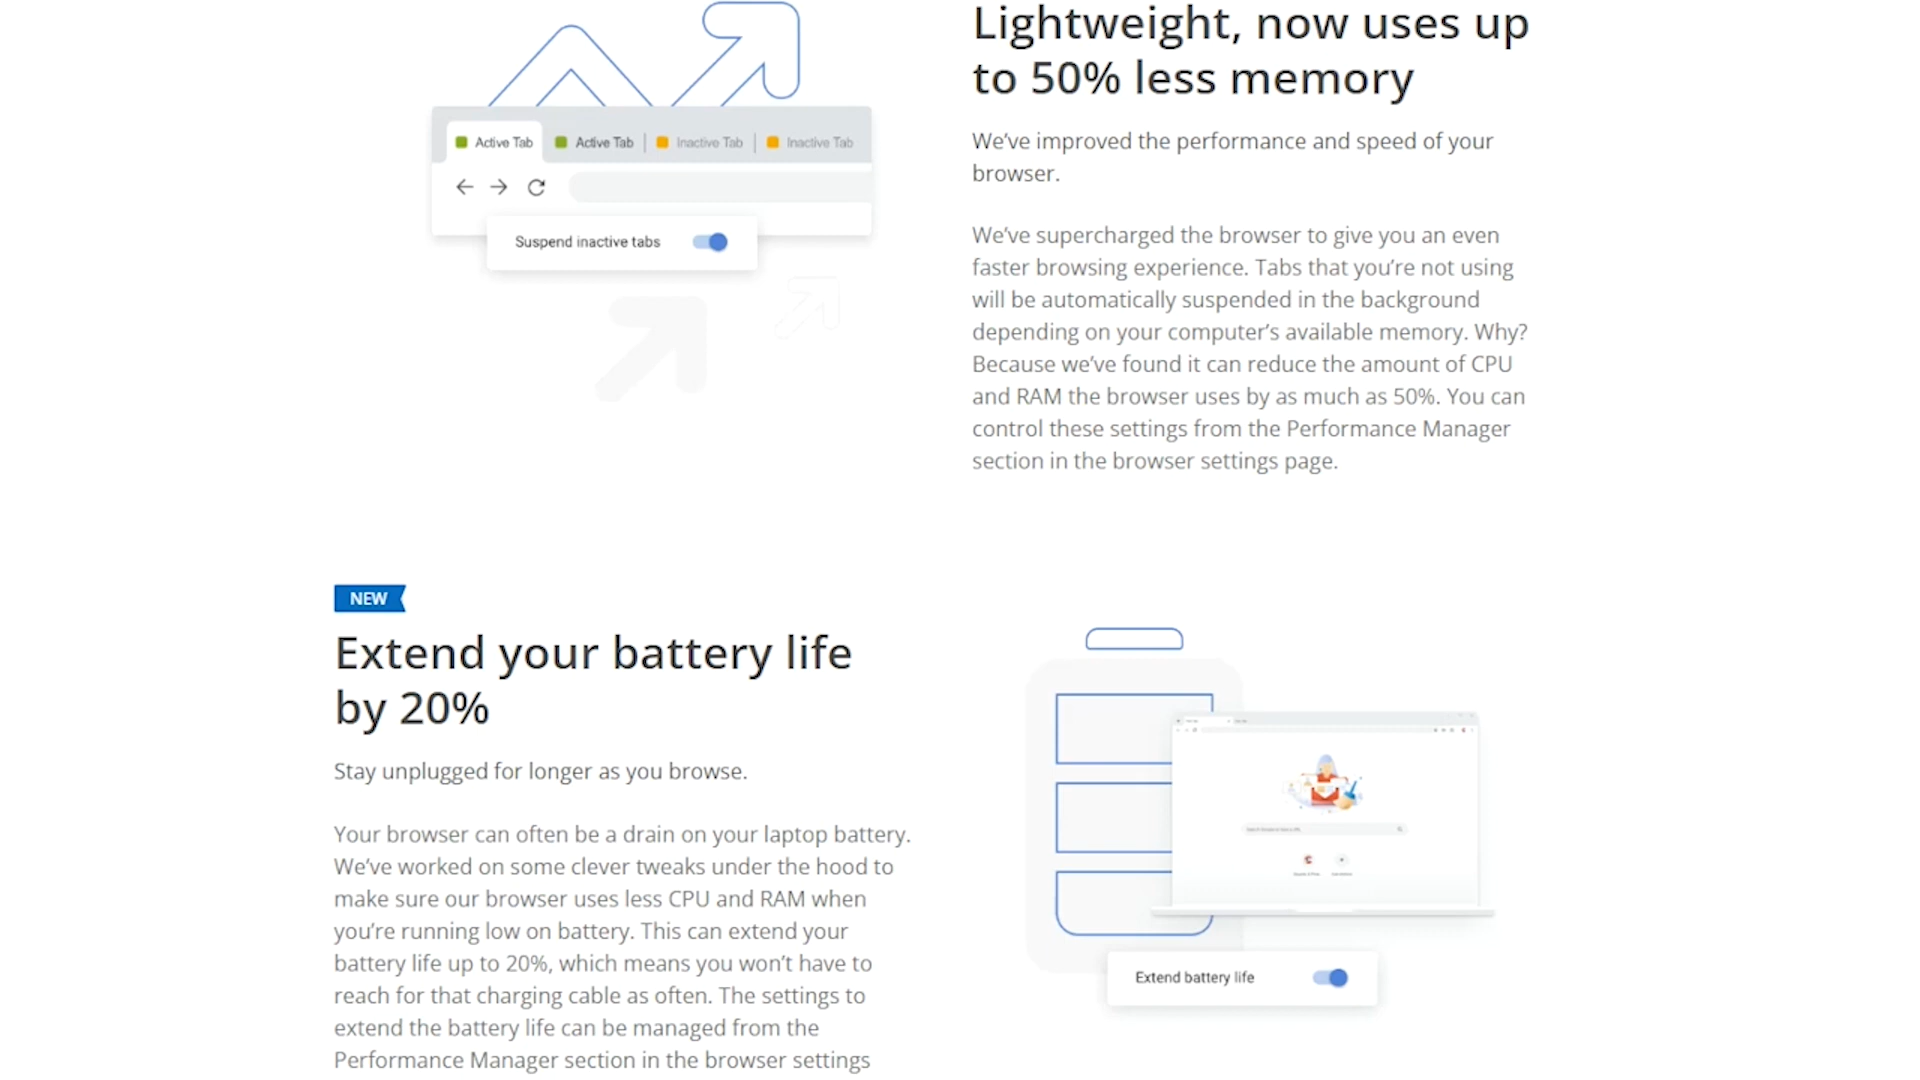 Lightweight, now uses up
to 50% less memory
Active Tab
Active Tab
Inactive Tab
Inactive Tab
Suspend inactive tabs
We’ve improved the performance and speed of your
browser.
We’ve supercharged the browser to give you an even
faster browsing experience. Tabs that you’re not using
will be automatically suspended in the background
depending on your computer’s available memory. Why?
Because we’ve found it can reduce the amount of CPU
and RAM the browser uses by as much as 50%. You can
control these settings from the Performance Manager
section in the browser settings page.
NEW
Extend your battery life
by 20%
Stay unplugged for longer as you browse.
Your browser can often be a drain on your laptop battery.
We’ve worked on some clever tweaks under the hood to
make sure our browser uses less CPU and RAM when
you’re running low on battery. This can extend your
battery life up to 20%, which means you won’t have to
reach for that charging cable as often. The settings to
extend the battery life can be managed from the
Performance Manager section in the browser settings
Extend battery life